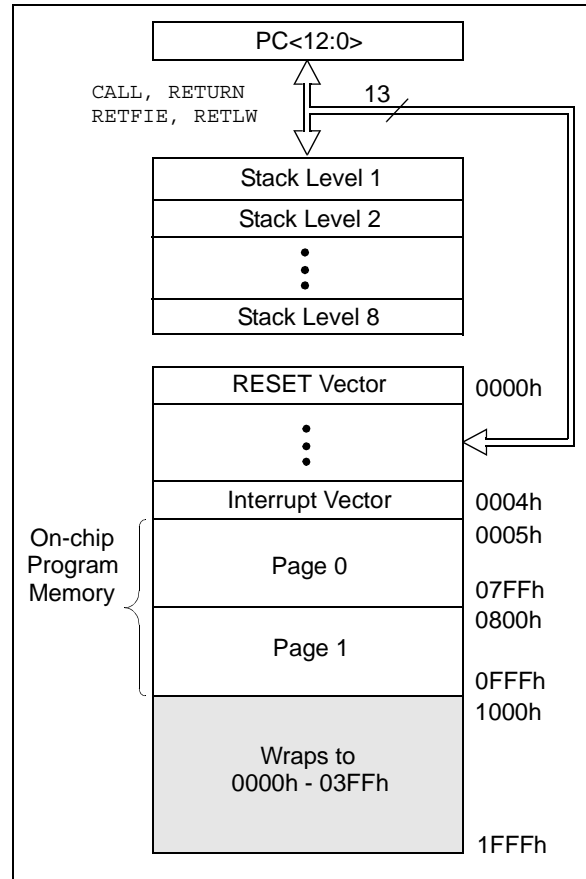 PC<12:0>
CALL, RETURN
RETFIE, RETLW
13
Stack Level 1
Stack Level 2
Stack Level 8
RESET Vector
0000h
Interrupt Vector
0004h
On-chip
Program
Memory
0005h
Page 0
07FFh
0800h
Page 1
0FFFh
1000h
Wraps to
0000h - 03FFh
1FFFh